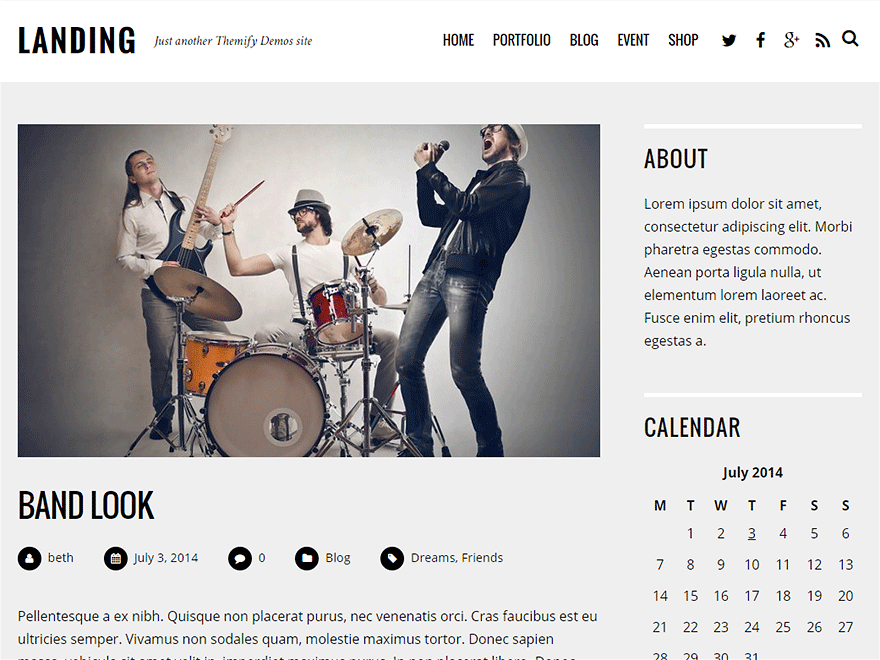 LANDING Just another Themify Demos site HOME PORTFOLIO BLOG EVENT SHOP
BAND LOOK
beth July 3, 2014 0 Blog Dreams, Friends
Pellentesque a ex nibh. Quisque non placerat purus, nec venenatis orci. Cras faucibus est eu
ultricies semper. Vivamus non sodales quam, molestie maximus tortor. Donec sapien
ABOUT
Lorem ipsum dolor sit amet,
consectetur adipiscing elit. Morbi
pharetra egestas commodo.
Aenean porta ligula nulla, ut
elementum lorem laoreet ac.
Fusce enim elit, pretium rhoncus
egestas a.
CALENDAR
July 2014
M T W T F S S
1 2 3 4 5 6
7 8 9 10 11 12 13
14 15 16 17 18 19 20
21 22 23 24 25 26 27
28 29 30 31